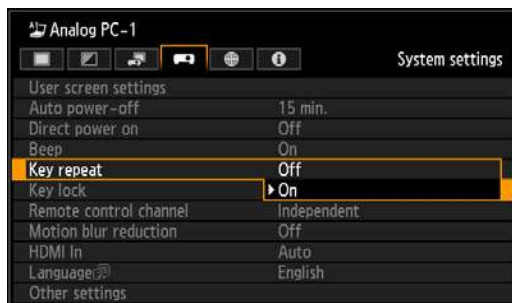 Analog PC-1
System settings
User screen settings
Auto power-off 15 min.
Direct power on Off
Beep On
Key repeat Off
Key lock On
Remote control channel Independent
Motion blur reduction Off
HDMI In Auto
Language English
Other settings